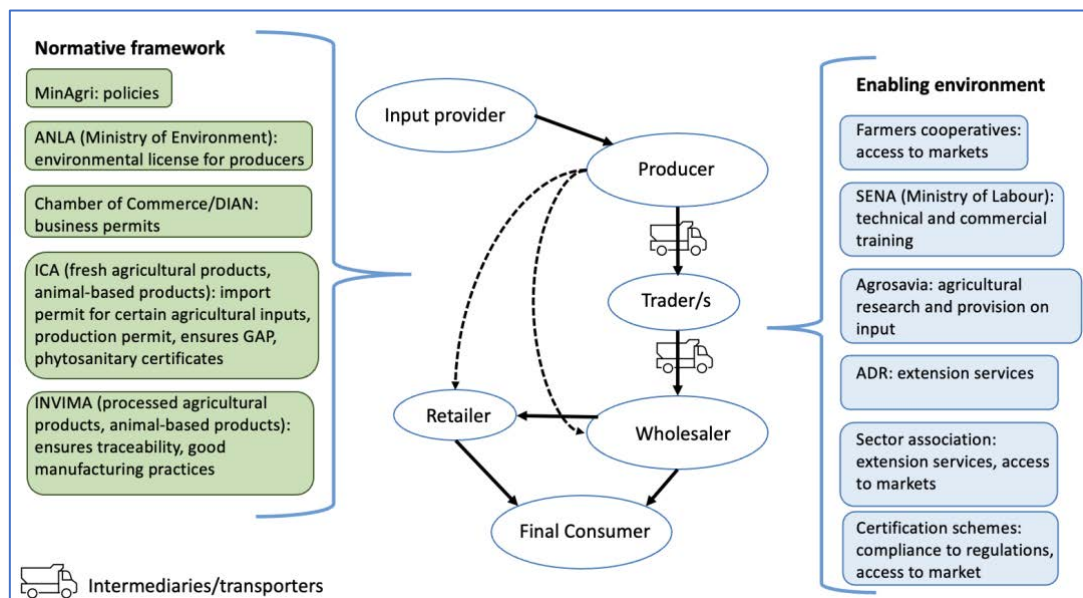 Normative framework
MinAgri: policies
ANLA (Ministry of Environment):
environmental license for producers
Chamber of Commerce/DIAN:
business permits
ICA (fresh agricultural products,
animal-based products): import
permit for certain agricultural inputs,
production permit, ensures GAP,
phytosanitary certificates
INVIMA (processed agricultural
products, animal-based products):
ensures traceability, good
manufacturing practices
Input provider
Producer
Trader/s
Retailer
Wholesaler
Final Consumer
Enabling environment
Farmers cooperatives:
access to markets
SENA (Ministry of Labour):
technical and commercial
training
Agrosavia: agricultural
research and provision on
input
ADR: extension services
Sector association:
extension services, access
to markets
Certification schemes:
compliance to regulations,
access to market
Intermediaries/transporters